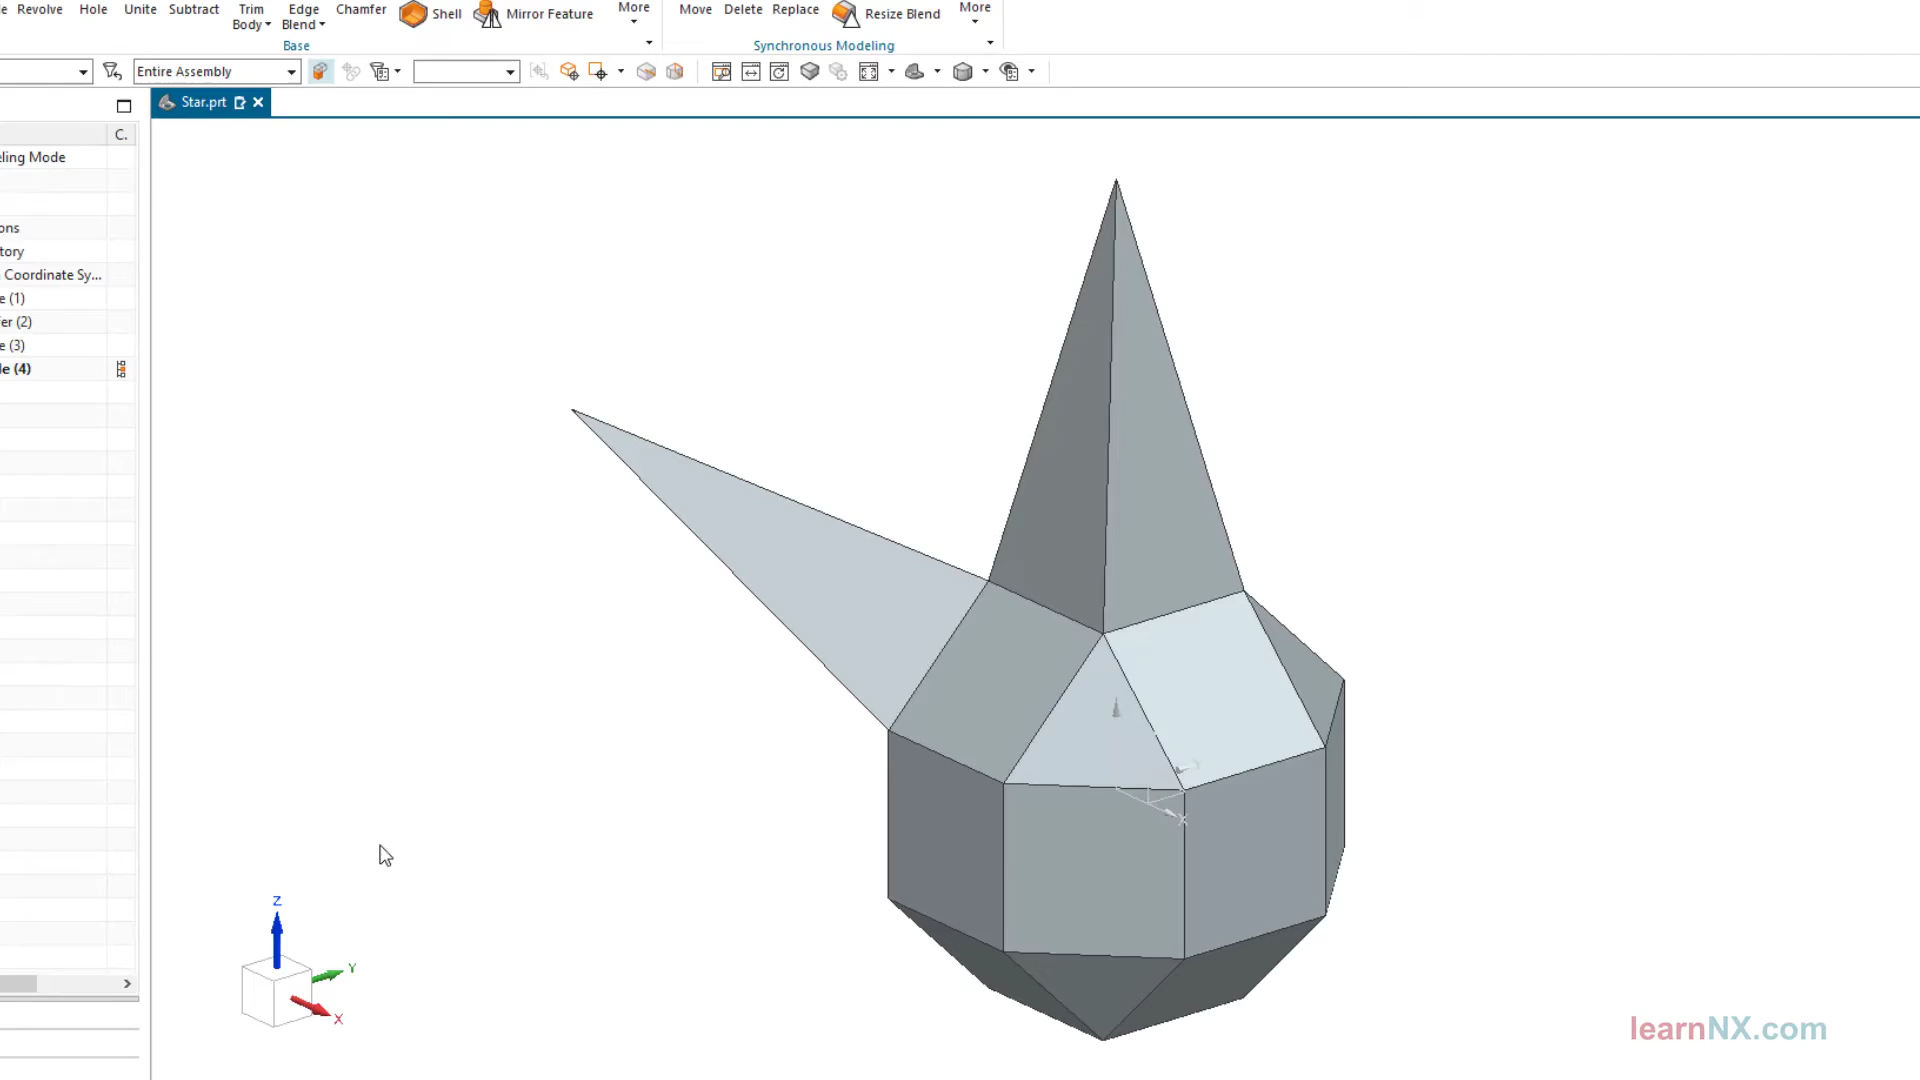 Revolve Hole Unite Subtract Trim Body Edge Blend Chamfer Shell Mirror Feature More Move Delete Replace Resize Blend More
Base Synchronous Modeling
Entire Assembly
Star.prt
C.
eling Mode
ons
tory
Coordinate Sy...
e (1)
er (2)
e (3)
le (4)
Y
X
Z
Y
X
learnNX.com